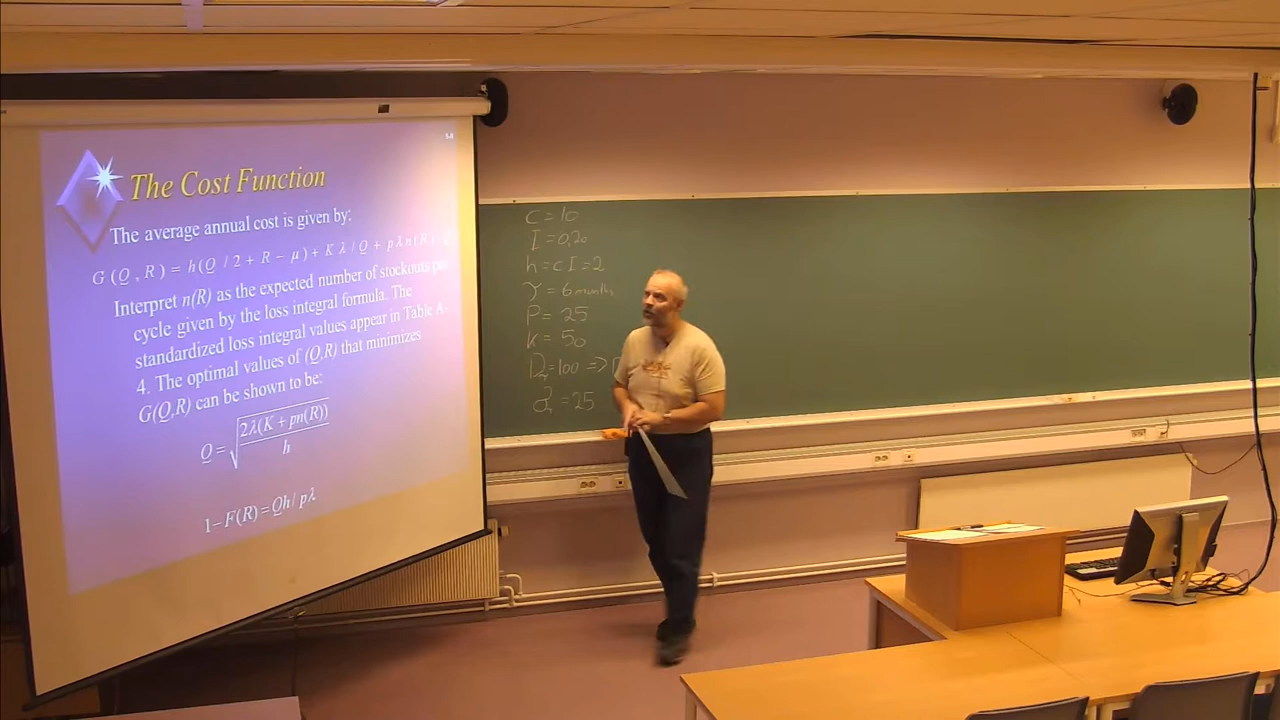 The Cost Function
The average annual cost is given by:
G (Q , R ) = h(Q / 2 + R − μ) + K λ / Q + p λ n(R) /
Interpret n(R) as the expected number of stockouts
cycle given by the loss integral formula. The
standardized loss integral values appear in Table A-
4. The optimal values of (Q,R) that minimizes
G(Q,R) can be shown to be:
Q = √ 2λ(K + pn(R))
h
1 − F(R) = Qh / pλ
C = 10
I = 0,20
h = c I = 2
γ = 6 months
P = 25
K = 50
= 100 =>
= 25